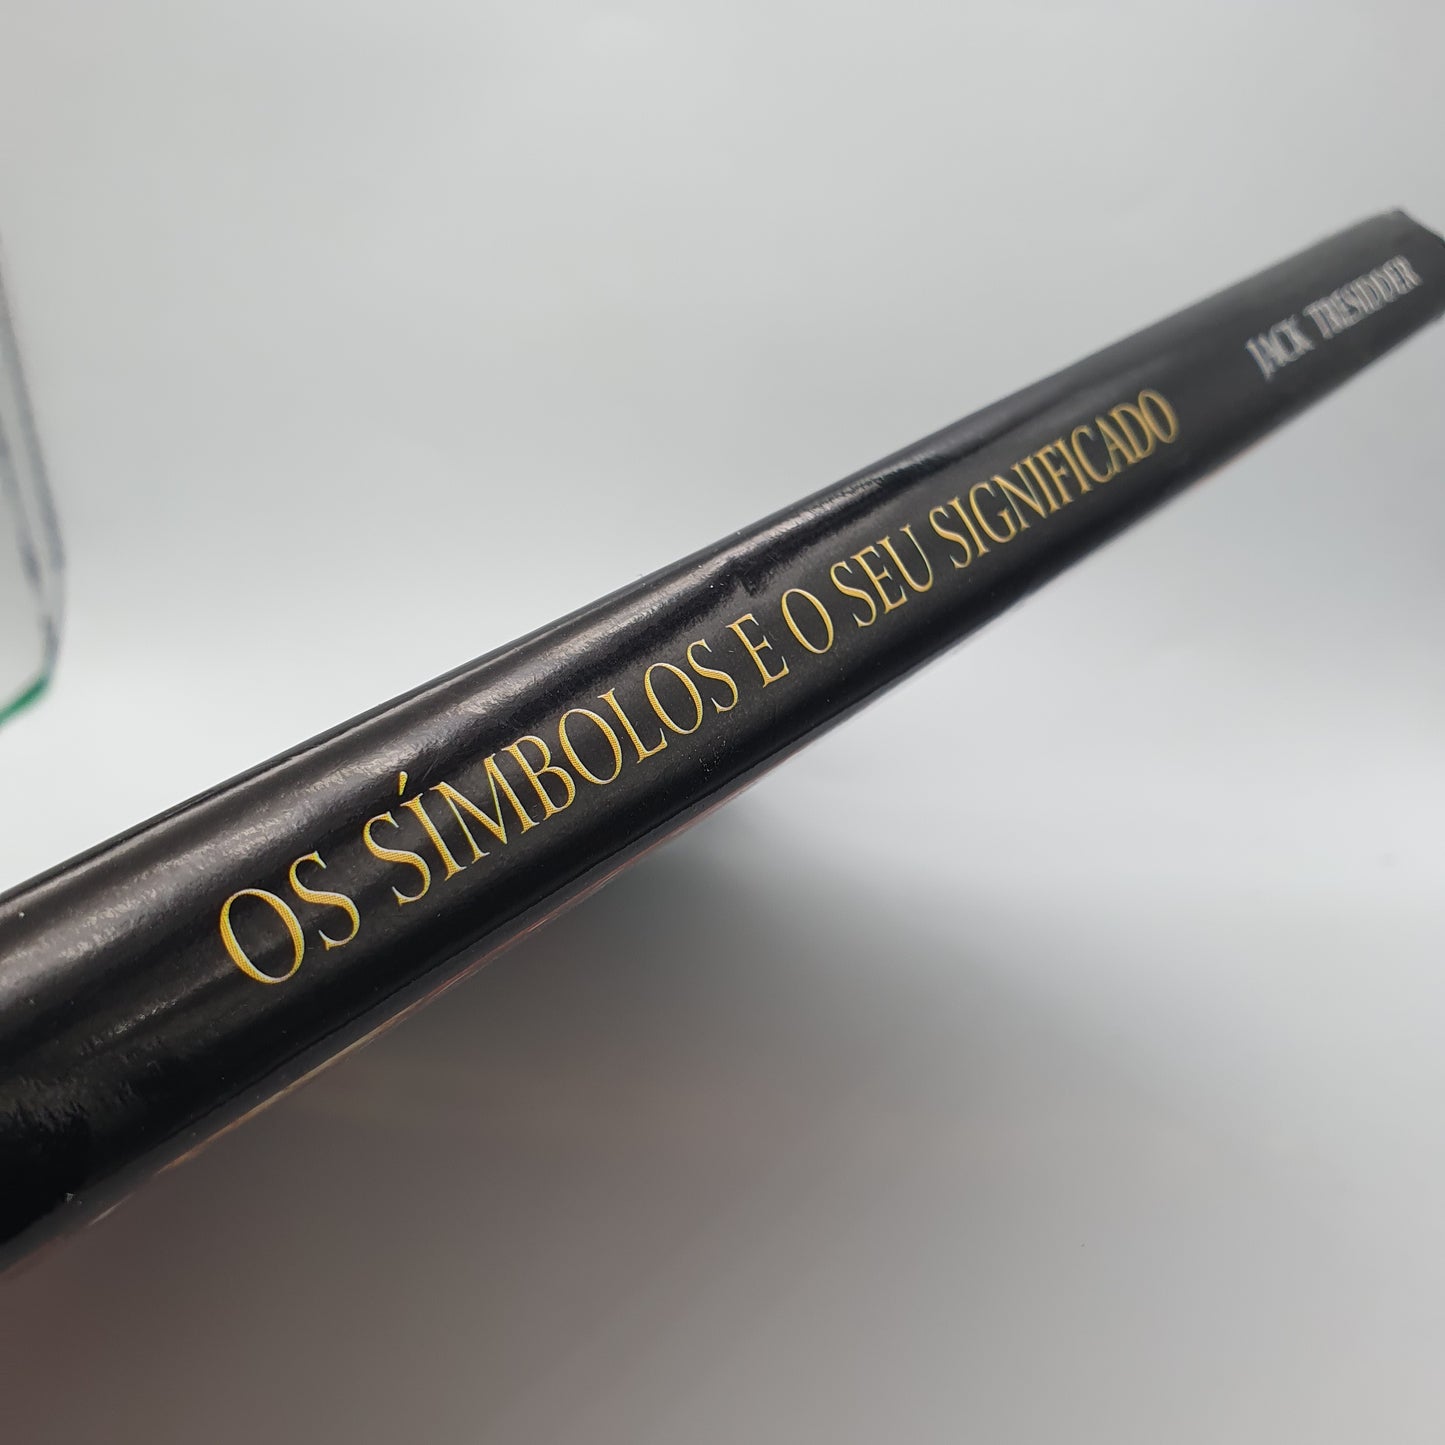 OS SÍMBOLOS E O SEU SIGNIFICADO
JACK TRESIDDER